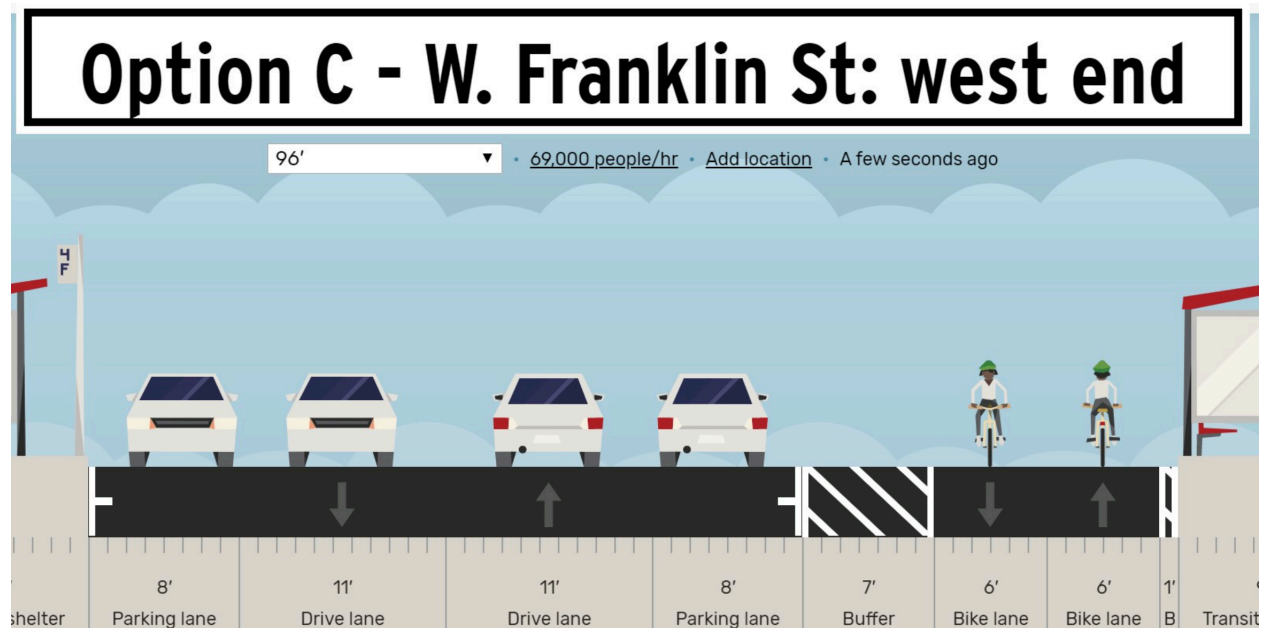 Option C - W. Franklin St: west end
96′ ▼ • 69,000 people/hr • Add location • A few seconds ago
4
F
8′ 11′ 11′ 8′ 7′ 6′ 6′ 1′
shelter Parking lane Drive lane Drive lane Parking lane Buffer Bike lane Bike lane B Transit